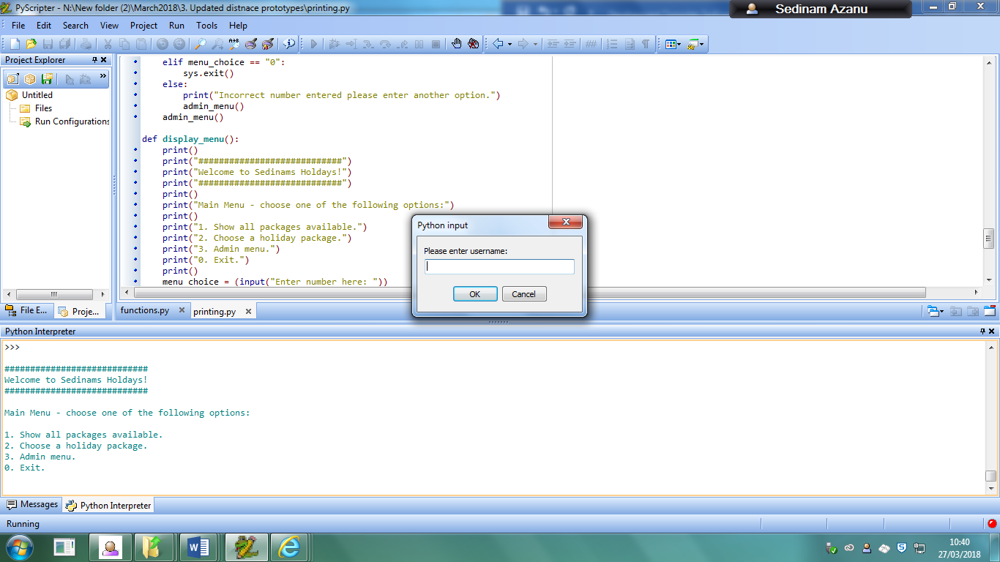 PyScripter - N:\New folder (2)\March2018\3. Updated distnace prototypes\printing.py
Sedinam Azanu
File Edit Search View Project Run Tools Help
Project Explorer
Untitled
Files
Run Configurations
File E...
Proje...
elif menu_choice == "0":
sys.exit()
else:
print("Incorrect number entered please enter another option.")
admin_menu()
admin_menu()
def display_menu():
print()
print("############################")
print("Welcome to Sedinams Holdays!")
print("############################")
print()
print("Main Menu - choose one of the following options:")
print()
print("1. Show all packages available.")
print("2. Choose a holiday package.")
print("3. Admin menu.")
print("0. Exit.")
print()
menu choice = (input("Enter number here: "))
functions.py
printing.py
Python input
Please enter username:
OK
Cancel
Python Interpreter
>>>
############################
Welcome to Sedinams Holdays!
############################
Main Menu - choose one of the following options:
1. Show all packages available.
2. Choose a holiday package.
3. Admin menu.
0. Exit.
Messages
Python Interpreter
Running
10:40
27/03/2018